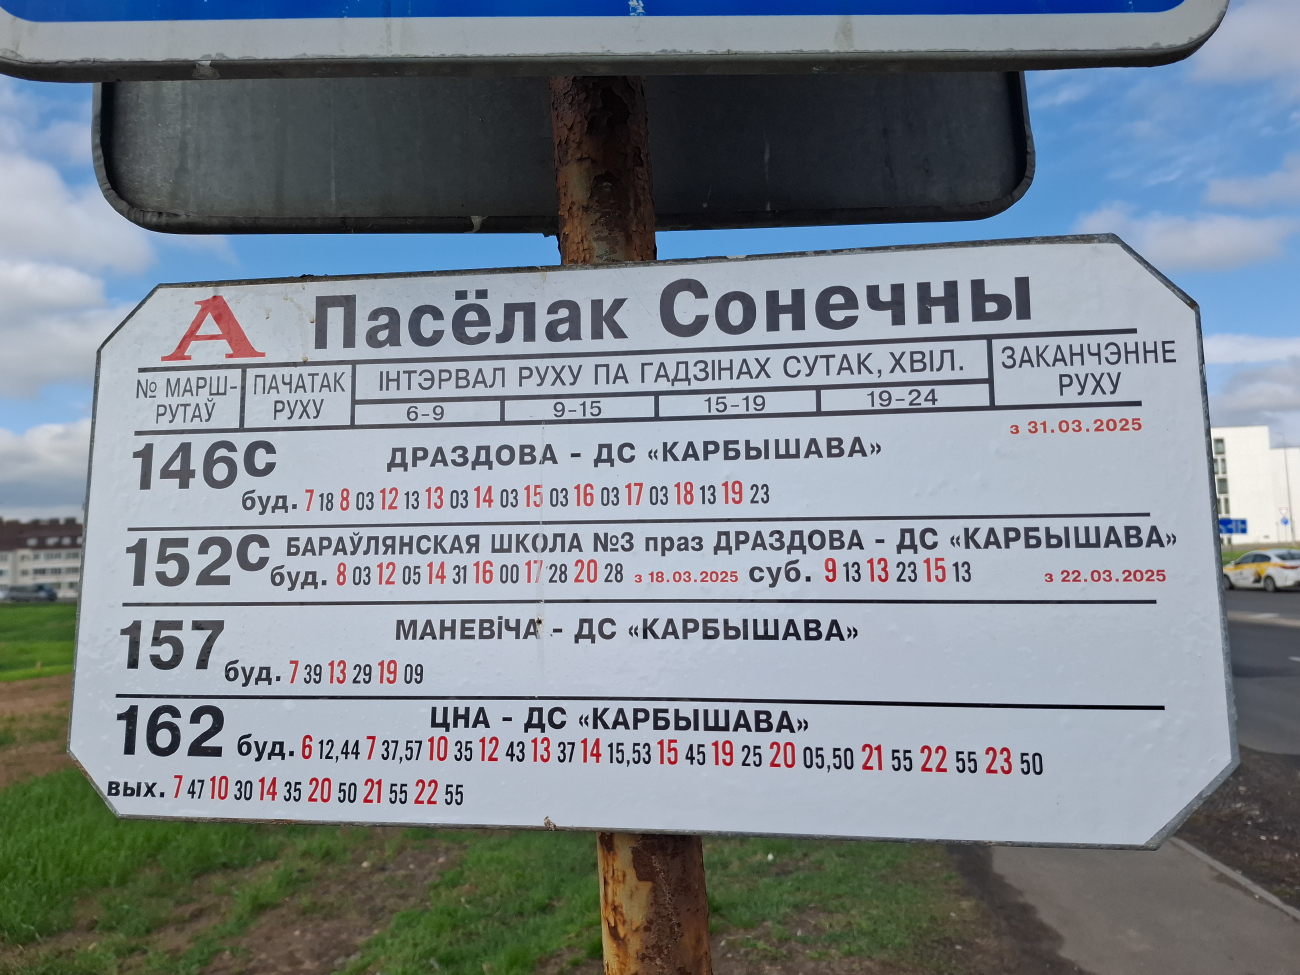 А Пасёлак Сонечны
№ МАРШ-
РУТАЎ
ПАЧАТАК
РУХУ
ІНТЭРВАЛ РУХУ ПА ГАДЗІНАХ СУТАК, ХВІЛ.
6-9 9-15 15-19 19-24
ЗАКАНЧЭННЕ
РУХУ
з 31.03.2025
146С ДРАЗДОВА - ДС «КАРБЫШАВА»
буд. 7 18 8 03 12 13 13 03 14 03 15 03 16 03 17 03 18 13 19 23
152С БАРАЎЛЯНСКАЯ ШКОЛА №3 праз ДРАЗДОВА - ДС «КАРБЫШАВА»
буд. 8 03 12 05 14 31 16 00 17 28 20 28 з 18.03.2025 суб. 9 13 13 23 15 13 з 22.03.2025
157 МАНЕВІЧА - ДС «КАРБЫШАВА»
буд. 7 39 13 29 19 09
162 ЦНА - ДС «КАРБЫШАВА»
буд. 6 12,44 7 37,57 10 35 12 43 13 37 14 15,53 15 45 19 25 20 05,50 21 55 22 55 23 50
вых. 7 47 10 30 14 35 20 50 21 55 22 55